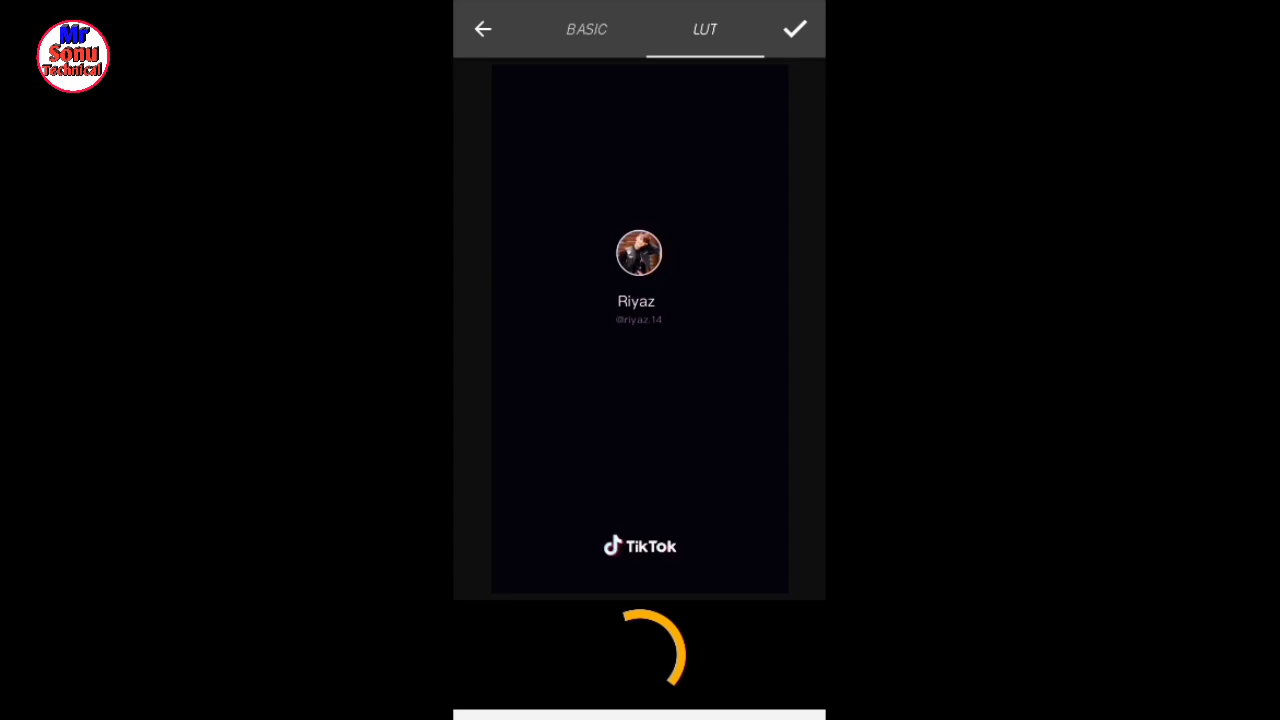 Mr
Sonu
Technical
BASIC
LUT
Riyaz
@riyaz.14
TikTok